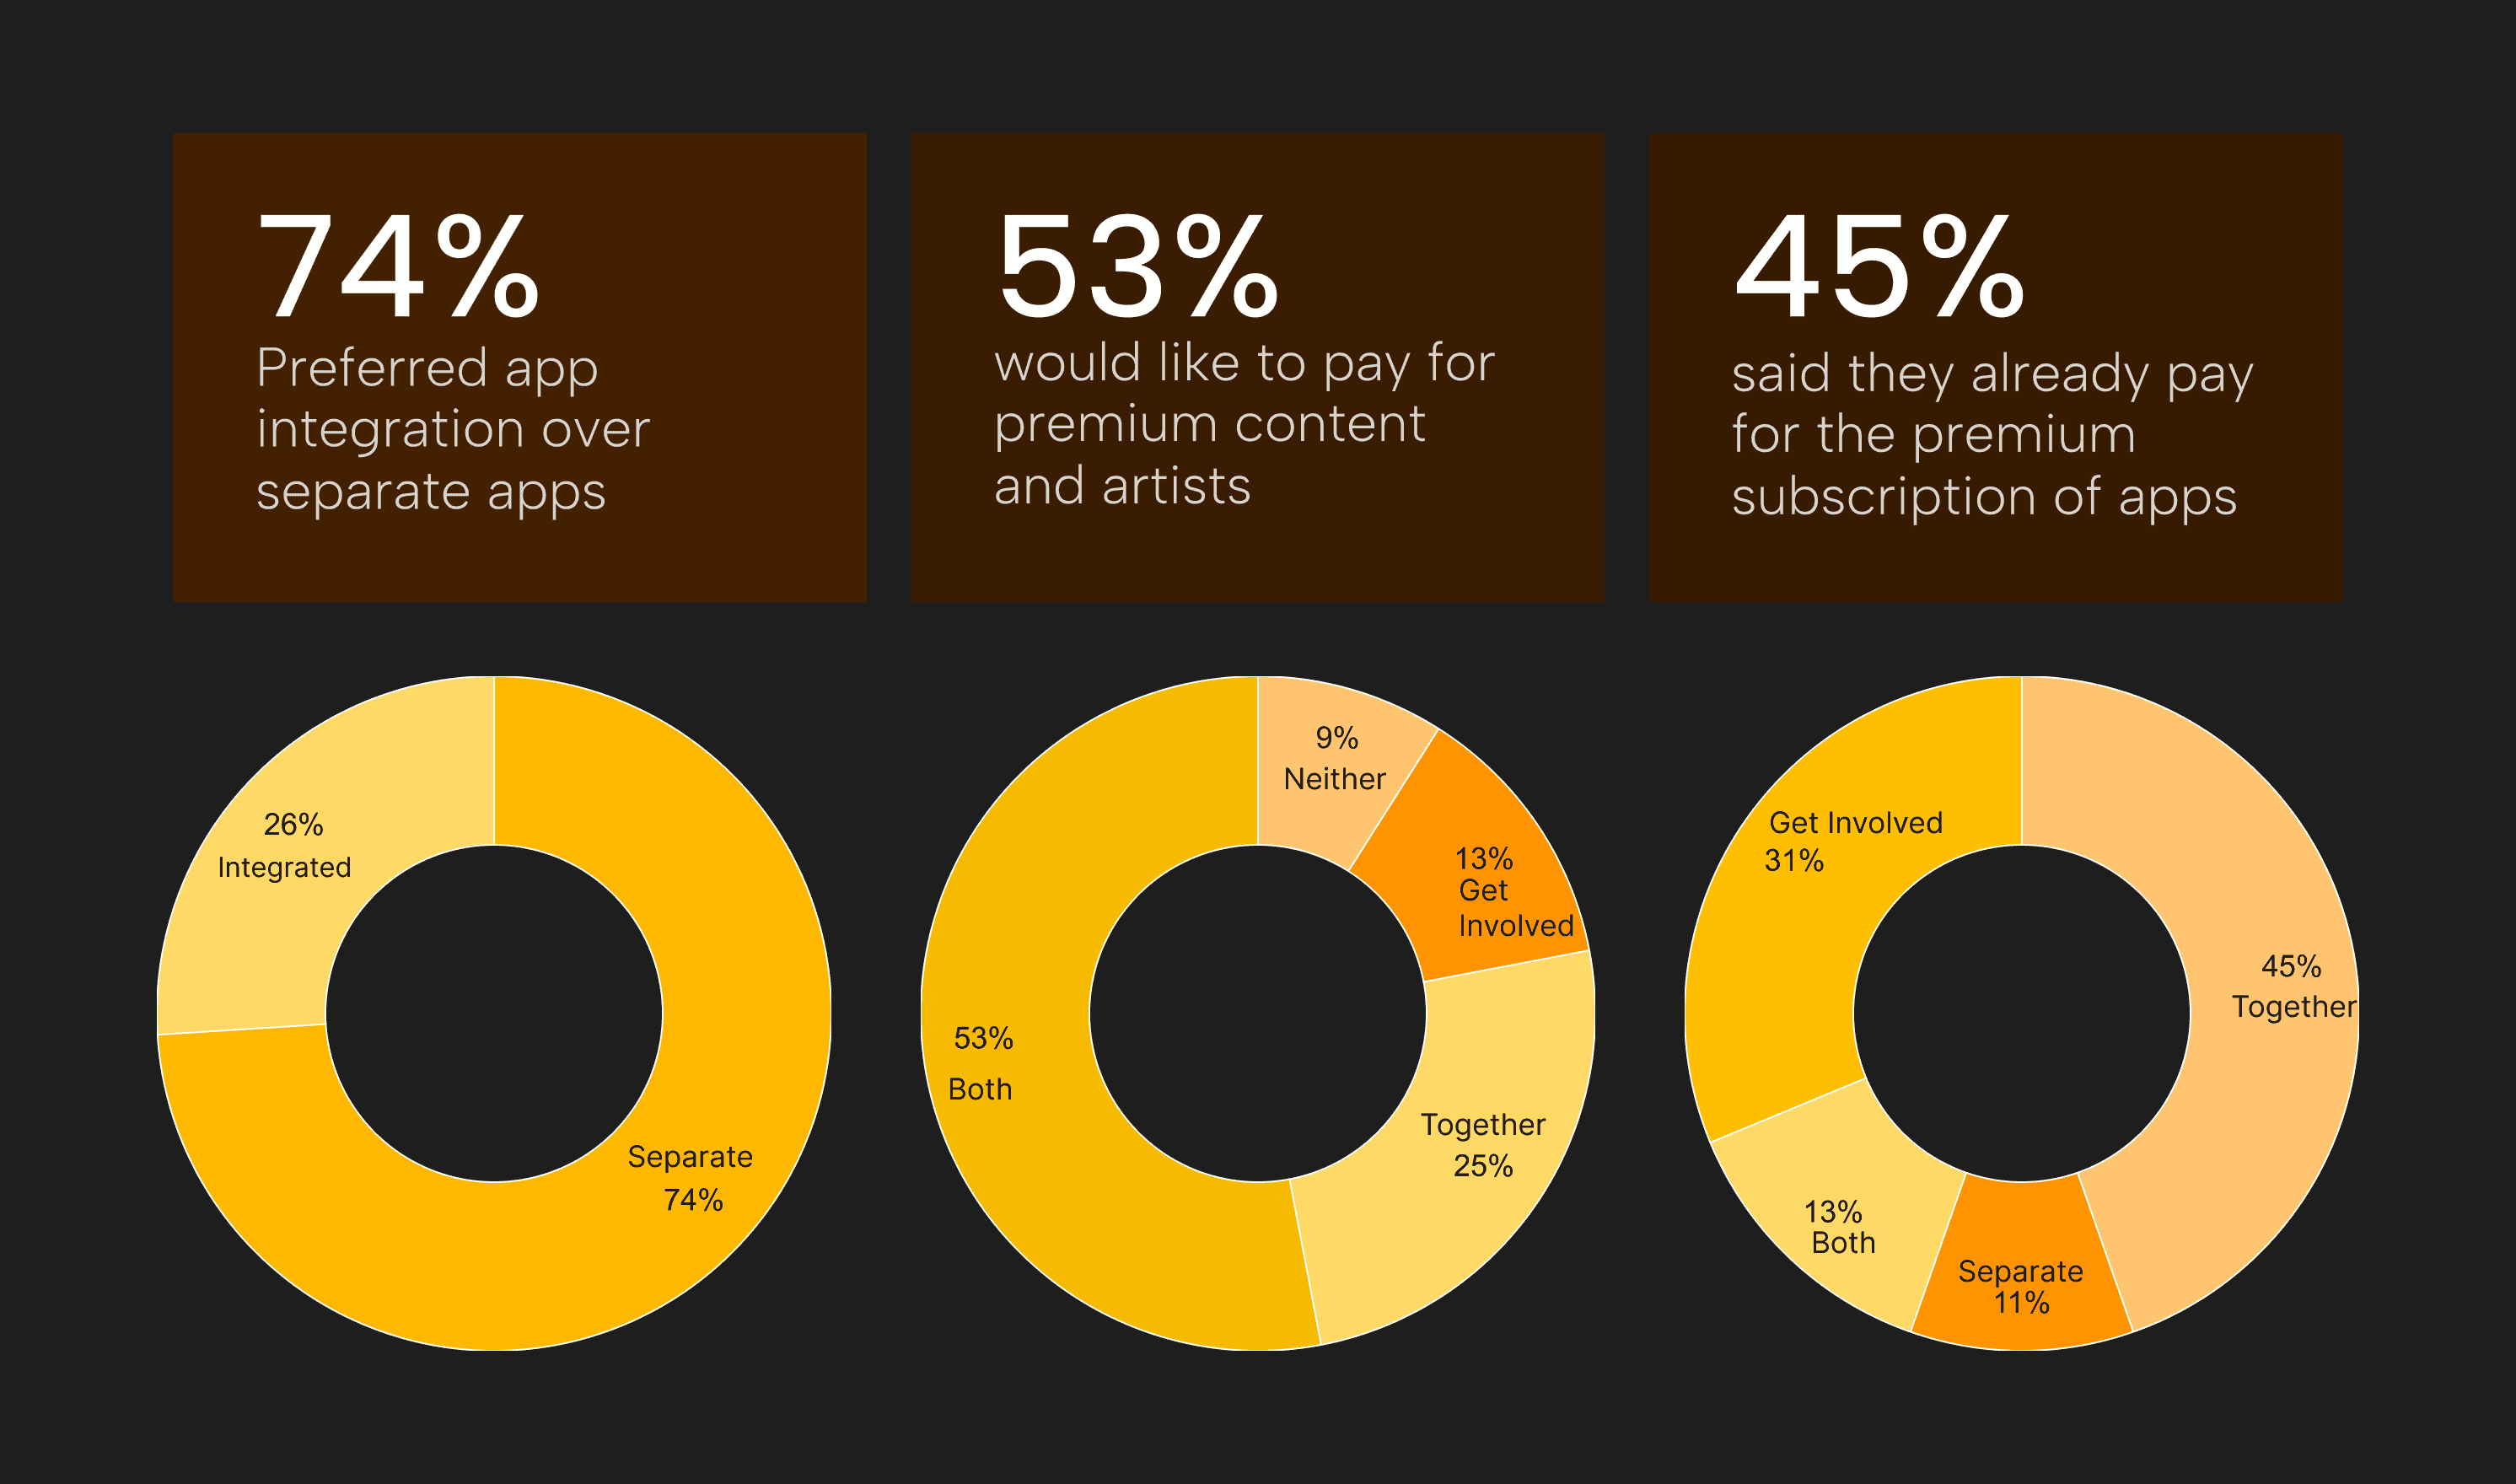 74%
Preferred app
integration over
separate apps
53%
would like to pay for
premium content
and artists
45%
said they already pay
for the premium
subscription of apps
26%
Integrated
Separate
74%
9%
Neither
13%
Get
Involved
53%
Both
Together
25%
Get Involved
31%
45%
Together
13%
Both
Separate
11%